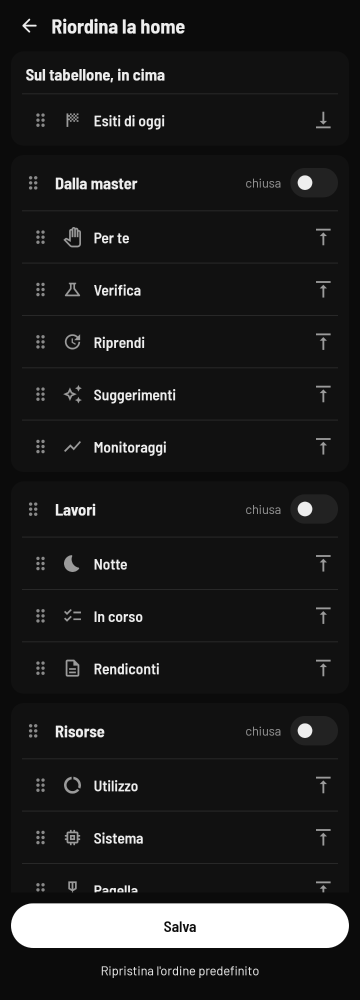 Riordina la home
Sul tabellone, in cima
Esiti di oggi
Dalla master chiusa
Per te
Verifica
Riprendi
Suggerimenti
Monitoraggi
Lavori chiusa
Notte
In corso
Rendiconti
Risorse chiusa
Utilizzo
Sistema
Pagella
Salva
Ripristina l'ordine predefinito